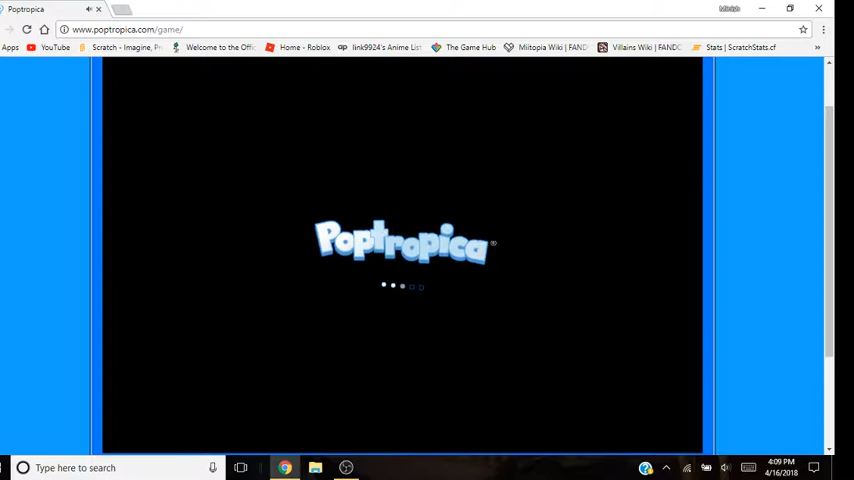 Poptropica
www.poptropica.com/game/
Apps YouTube Scratch - Imagine, Pr Welcome to the Offic Home - Roblox ap link9924's Anime List The Game Hub Miitopia Wiki | FAND Villains Wiki | FANDO Stats | ScratchStats.cf »
Poptropica
Type here to search
4:09 PM
4/16/2018